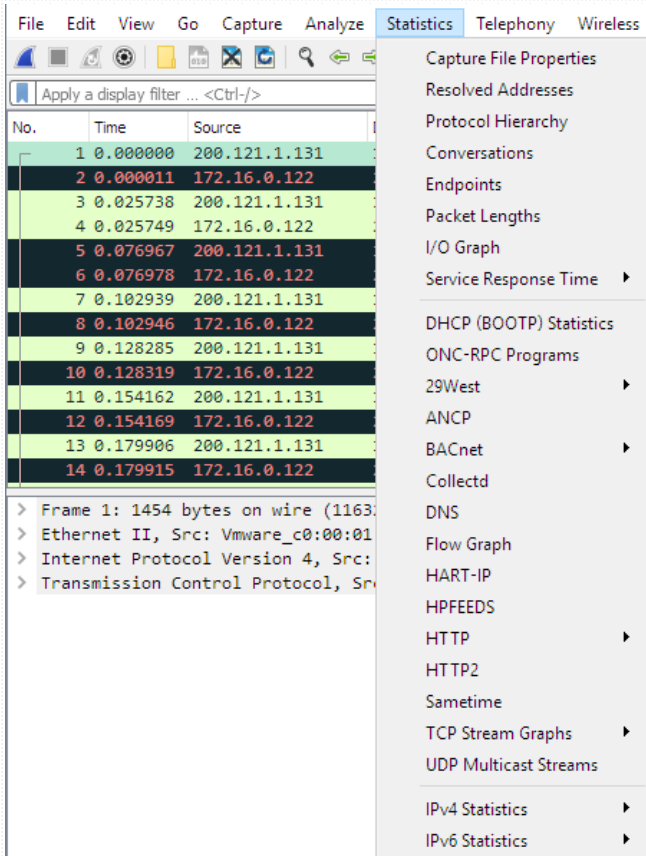 File Edit View Go Capture Analyze Statistics Telephony Wireless
Apply a display filter ... <Ctrl-/>
No. Time Source
1 0.000000 200.121.1.131
2 0.000011 172.16.0.122
3 0.025738 200.121.1.131
4 0.025749 172.16.0.122
5 0.076967 200.121.1.131
6 0.076978 172.16.0.122
7 0.102939 200.121.1.131
8 0.102946 172.16.0.122
9 0.128285 200.121.1.131
10 0.128319 172.16.0.122
11 0.154162 200.121.1.131
12 0.154169 172.16.0.122
13 0.179906 200.121.1.131
14 0.179915 172.16.0.122
Frame 1: 1454 bytes on wire (1163
Ethernet II, Src: Vmware_c0:00:01
Internet Protocol Version 4, Src:
Transmission Control Protocol, Sr
Capture File Properties
Resolved Addresses
Protocol Hierarchy
Conversations
Endpoints
Packet Lengths
I/O Graph
Service Response Time
DHCP (BOOTP) Statistics
ONC-RPC Programs
29West
ANCP
BACnet
Collectd
DNS
Flow Graph
HART-IP
HPFEEDS
HTTP
HTTP2
Sametime
TCP Stream Graphs
UDP Multicast Streams
IPv4 Statistics
IPv6 Statistics